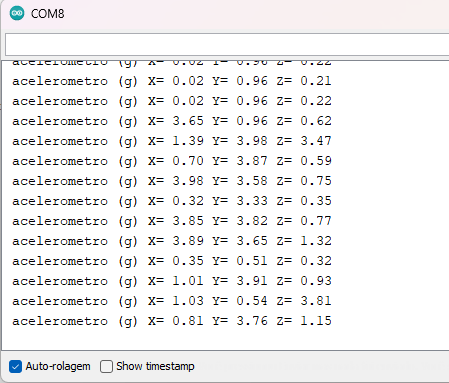 COM8
acelerometro (g) X= 0.02 Y= 0.96 Z= 0.22
acelerometro (g) X= 0.02 Y= 0.96 Z= 0.21
acelerometro (g) X= 0.02 Y= 0.96 Z= 0.22
acelerometro (g) X= 3.65 Y= 0.96 Z= 0.62
acelerometro (g) X= 1.39 Y= 3.98 Z= 3.47
acelerometro (g) X= 0.70 Y= 3.87 Z= 0.59
acelerometro (g) X= 3.98 Y= 3.58 Z= 0.75
acelerometro (g) X= 0.32 Y= 3.33 Z= 0.35
acelerometro (g) X= 3.85 Y= 3.82 Z= 0.77
acelerometro (g) X= 3.89 Y= 3.65 Z= 1.32
acelerometro (g) X= 0.35 Y= 0.51 Z= 0.32
acelerometro (g) X= 1.01 Y= 3.91 Z= 0.93
acelerometro (g) X= 1.03 Y= 0.54 Z= 3.81
acelerometro (g) X= 0.81 Y= 3.76 Z= 1.15
Auto-rolagem Show timestamp